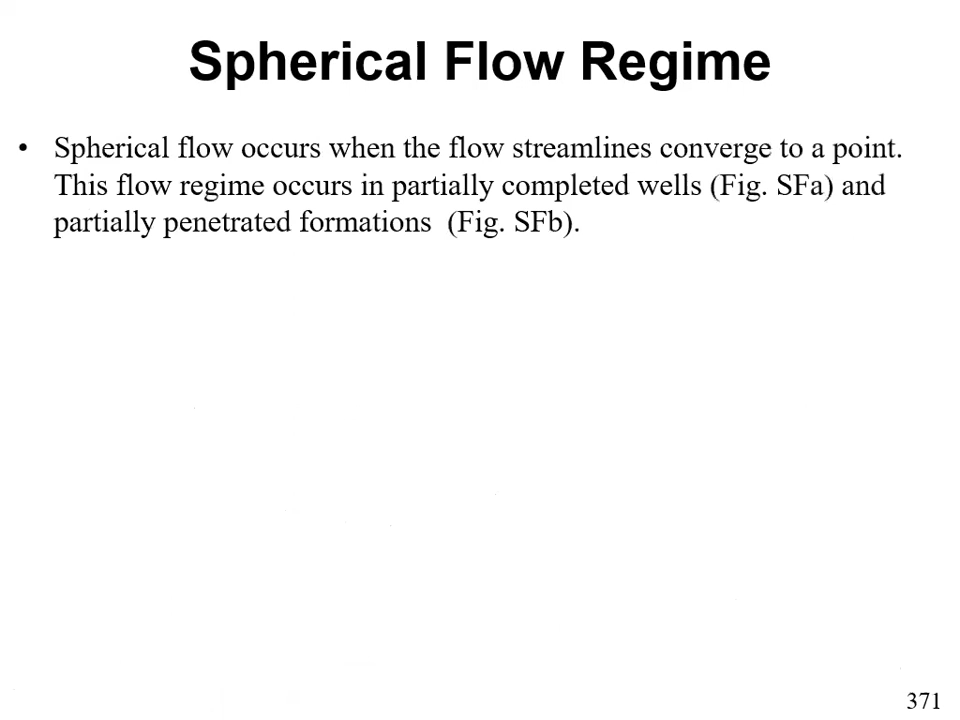 Spherical Flow Regime
• Spherical flow occurs when the flow streamlines converge to a point.
This flow regime occurs in partially completed wells (Fig. SFa) and
partially penetrated formations  (Fig. SFb).
371